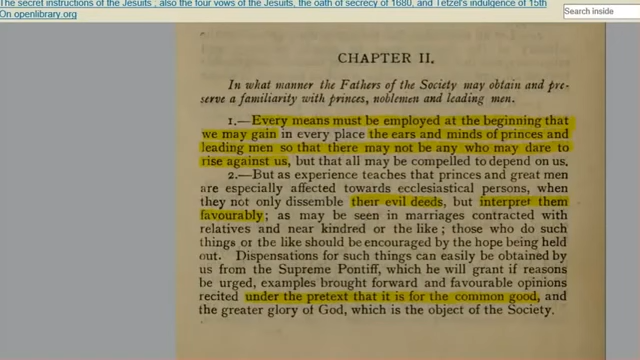 The secret instructions of the Jesuits ; also the four vows of the Jesuits, the oath of secrecy of 1680, and Tetzel's indulgence of 15th
On openlibrary.org
Search inside
CHAPTER II.
In what manner the Fathers of the Society may obtain and pre-
serve a familiarity with princes, noblemen and leading men.
1.—Every means must be employed at the beginning that
we may gain in every place the ears and minds of princes and
leading men so that there may not be any who may dare to
rise against us, but that all may be compelled to depend on us.
2.—But as experience teaches that princes and great men
are especially affected towards ecclesiastical persons, when
they not only dissemble their evil deeds, but interpret them
favourably; as may be seen in marriages contracted with
relatives and near kindred or the like; those who do such
things or the like should be encouraged by the hope being held
out. Dispensations for such things can easily be obtained by
us from the Supreme Pontiff, which he will grant if reasons
be urged, examples brought forward and favourable opinions
recited under the pretext that it is for the common good, and
the greater glory of God, which is the object of the Society.